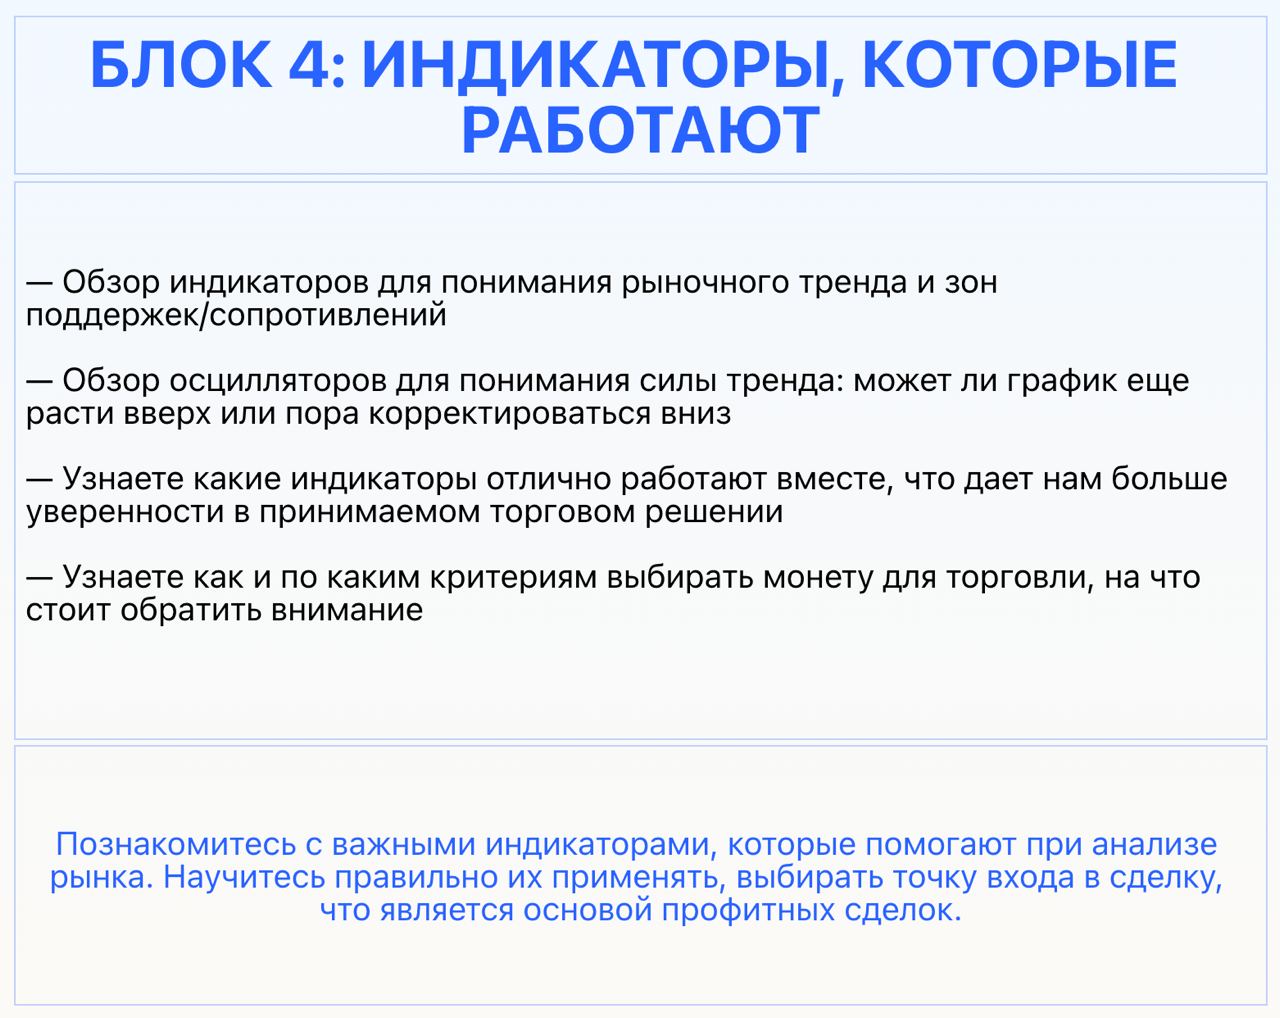 БЛОК 4: ИНДИКАТОРЫ, КОТОРЫЕ
РАБОТАЮТ
— Обзор индикаторов для понимания рыночного тренда и зон
поддержек/сопротивлений
— Обзор осцилляторов для понимания силы тренда: может ли график еще
расти вверх или пора корректироваться вниз
— Узнаете какие индикаторы отлично работают вместе, что дает нам больше
уверенности в принимаемом торговом решении
— Узнаете как и по каким критериям выбирать монету для торговли, на что
стоит обратить внимание
Познакомитесь с важными индикаторами, которые помогают при анализе
рынка. Научитесь правильно их применять, выбирать точку входа в сделку,
что является основой профитных сделок.